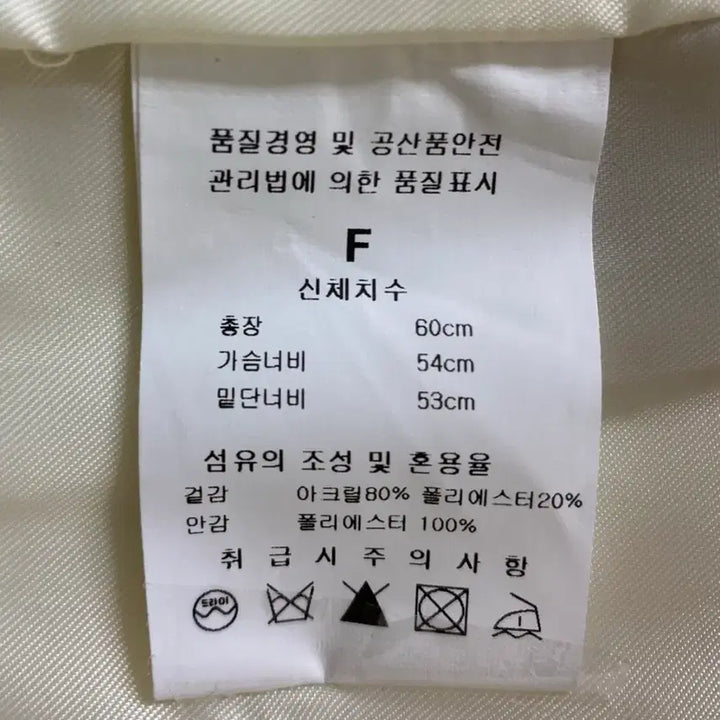 품질경영 및 공산품안전
관리법에 의한 품질표시
F
신체치수
총장 60cm
가슴너비 54cm
밑단너비 53cm
섬유의 조성 및 혼용율
겉감 아크릴80% 폴리에스터20%
안감 폴리에스터 100%
취급시주의사항
드라이